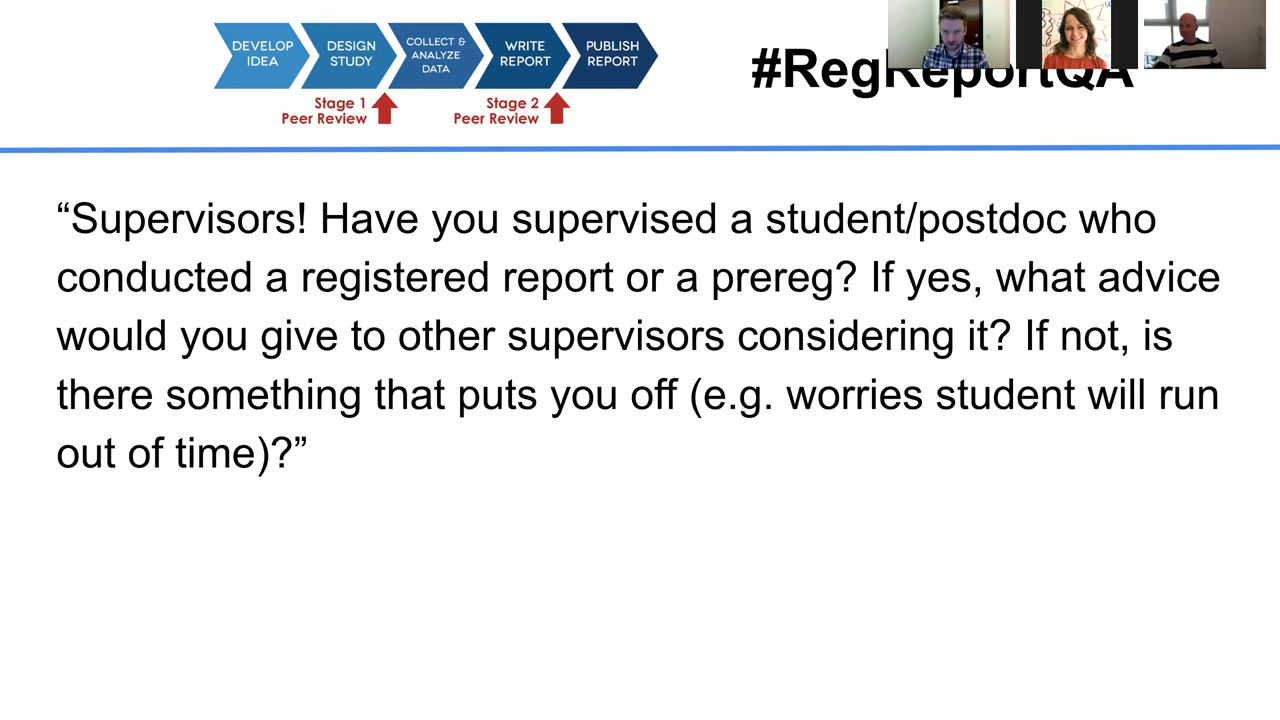 DEVELOP IDEA
DESIGN STUDY
COLLECT & ANALYZE DATA
WRITE REPORT
PUBLISH REPORT
Stage 1 Peer Review
Stage 2 Peer Review
#RegReportQA
“Supervisors! Have you supervised a student/postdoc who
conducted a registered report or a prereg? If yes, what advice
would you give to other supervisors considering it? If not, is
there something that puts you off (e.g. worries student will run
out of time)?”